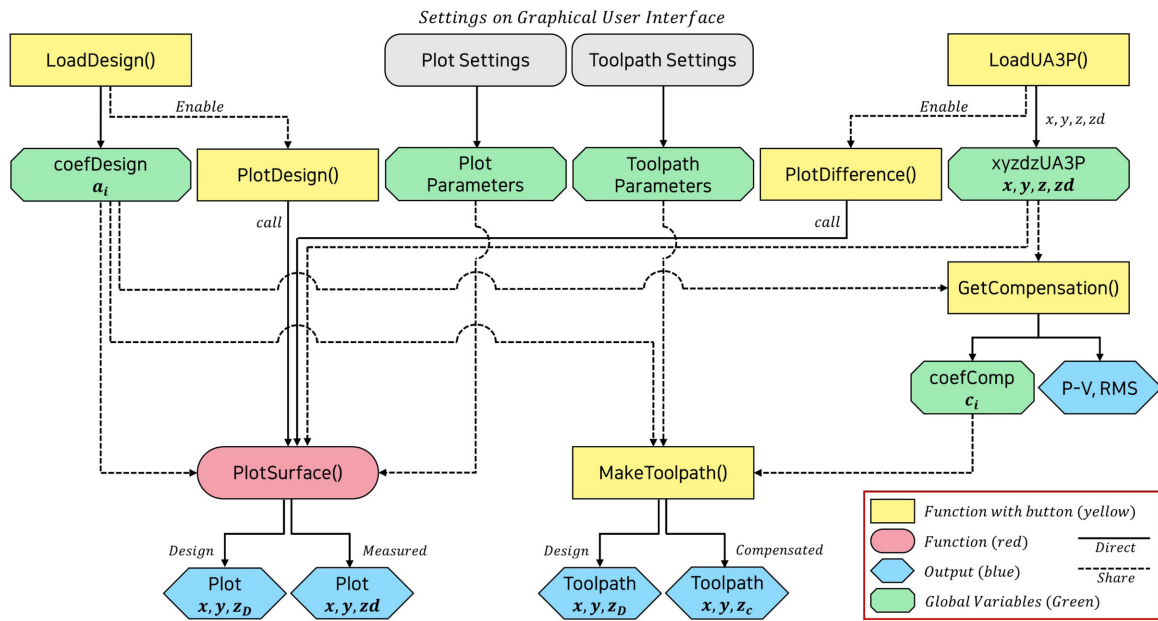 Settings on Graphical User Interface
LoadDesign()
Plot Settings
Toolpath Settings
LoadUA3P()
Enable
Enable
x, y, z, zd
coefDesign
a_i
PlotDesign()
Plot
Parameters
Toolpath
Parameters
PlotDifference()
xyzdzUA3P
x, y, z, zd
call
call
GetCompensation()
coefComp
c_i
P-V, RMS
PlotSurface()
MakeToolpath()
Design
Measured
Design
Compensated
Plot
x, y, z_D
Plot
x, y, zd
Toolpath
x, y, z_D
Toolpath
x, y, z_c
Function with button (yellow)
Function (red)
Direct
Output (blue)
Share
Global Variables (Green)